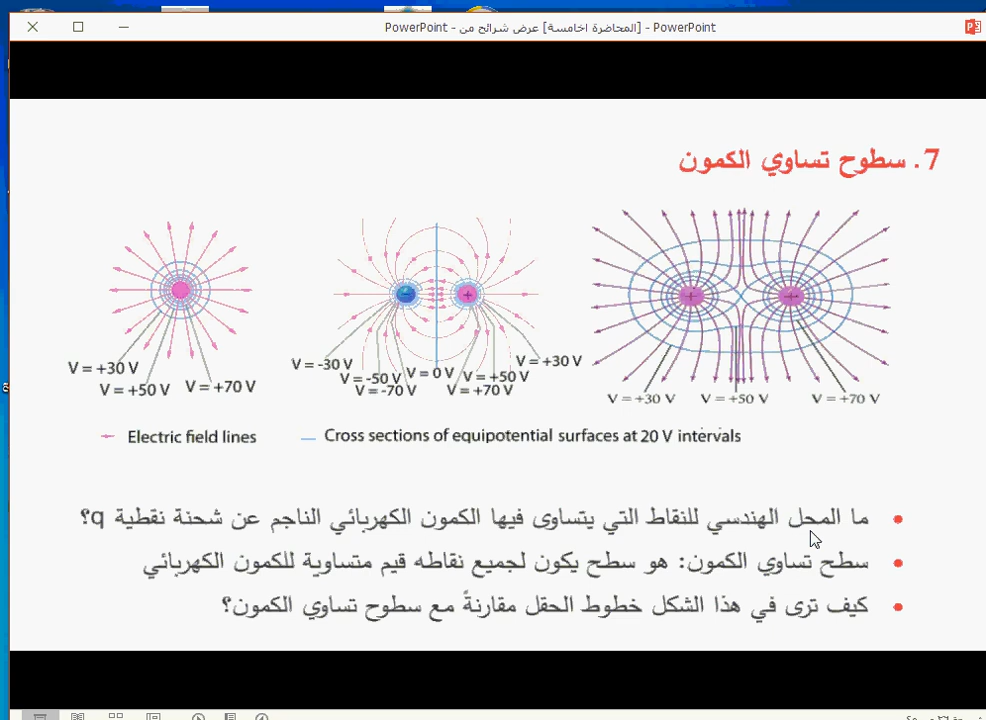 PowerPoint - [المحاضرة اخامسة] عرض شرائح من - PowerPoint
7. سطوح تساوي الكمون
V = +30 V
V = +50 V
V = +70 V
V = -30 V
V = -50 V
V = -70 V
V = 0 V
V = +70 V
V = +50 V
V = +30 V
V = +30 V
V = +50 V
V = +70 V
Electric field lines
Cross sections of equipotential surfaces at 20 V intervals
ما المحل الهندسي للنقاط التي يتساوى فيها الكمون الكهربائي الناجم عن شحنة نقطية q؟
سطح تساوي الكمون: هو سطح يكون لجميع نقاطه قيم متساوية للكمون الكهربائي
كيف ترى في هذا الشكل خطوط الحقل مقارنةً مع سطوح تساوي الكمون؟